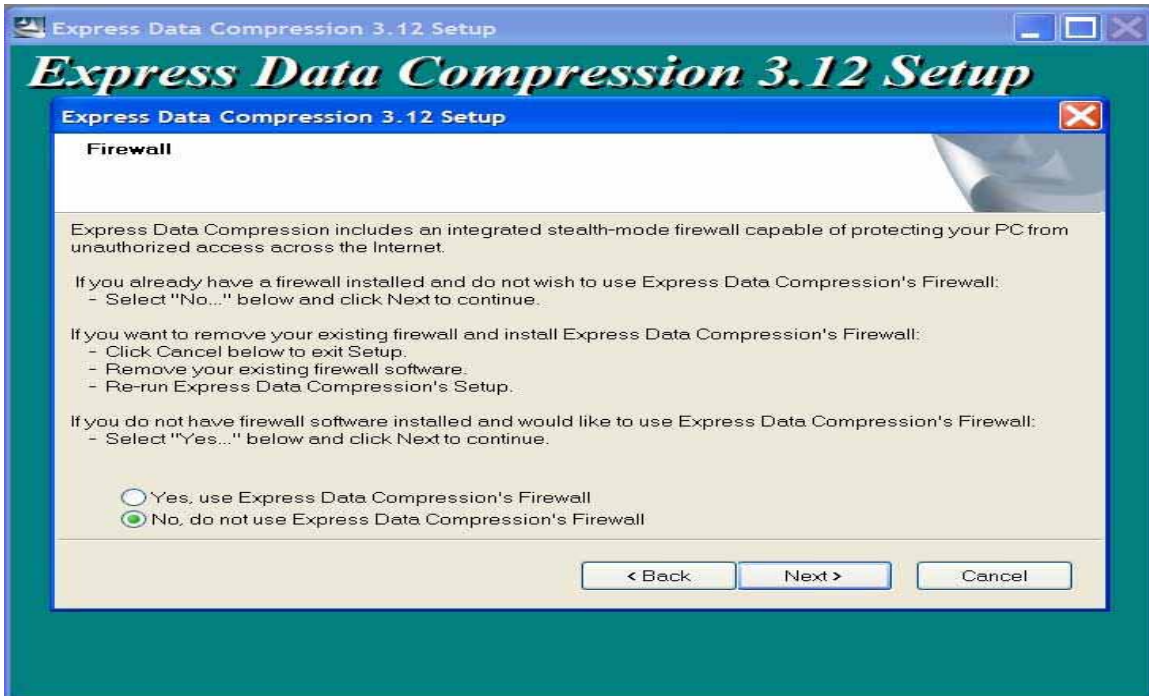 Express Data Compression 3.12 Setup
Express Data Compression 3.12 Setup
Express Data Compression 3.12 Setup
Firewall
Express Data Compression includes an integrated stealth-mode firewall capable of protecting your PC from
unauthorized access across the Internet.
If you already have a firewall installed and do not wish to use Express Data Compression's Firewall:
- Select "No..." below and click Next to continue.
If you want to remove your existing firewall and install Express Data Compression's Firewall:
- Click Cancel below to exit Setup.
- Remove your existing firewall software.
- Re-run Express Data Compression's Setup.
If you do not have firewall software installed and would like to use Express Data Compression's Firewall:
- Select "Yes..." below and click Next to continue.
Yes, use Express Data Compression's Firewall
No, do not use Express Data Compression's Firewall
< Back Next > Cancel